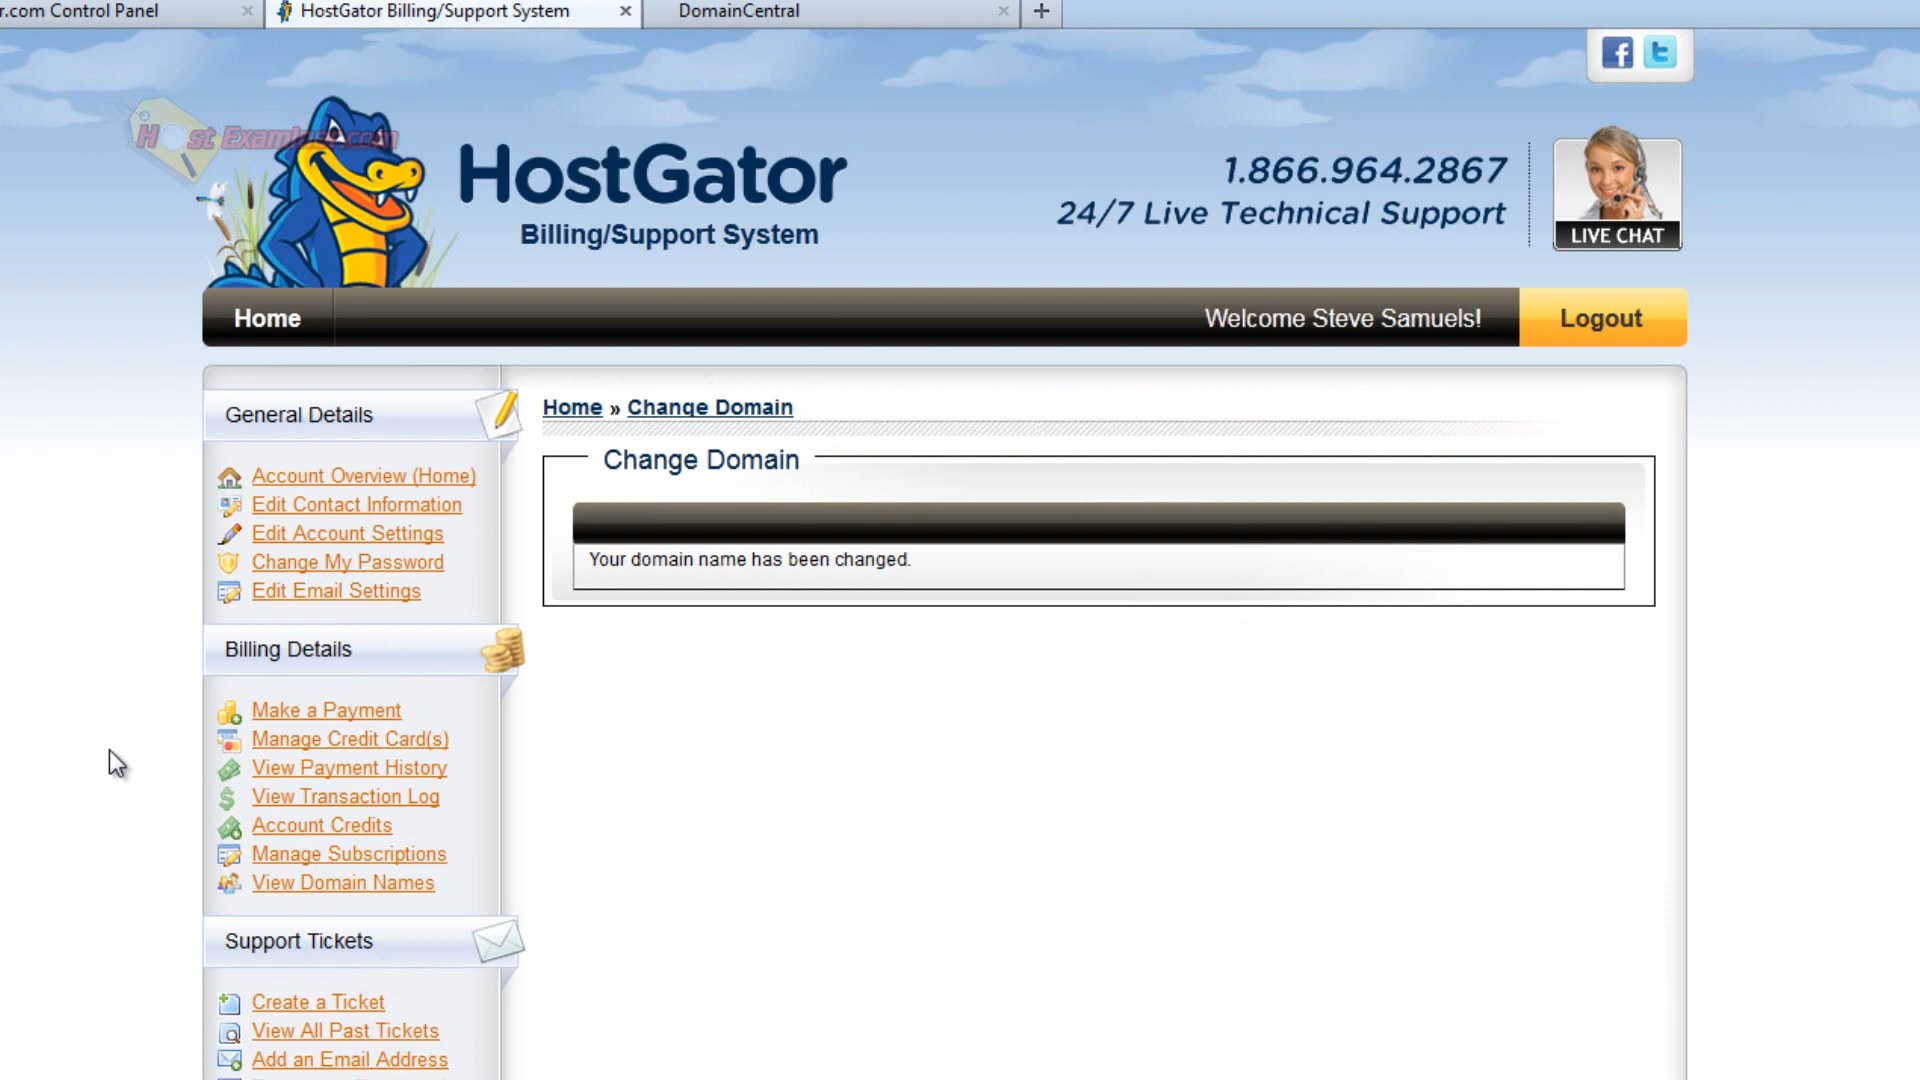 r.com Control Panel
HostGator Billing/Support System
DomainCentral
Host Examiner.com
HostGator
Billing/Support System
1.866.964.2867
24/7 Live Technical Support
LIVE CHAT
Home
Welcome Steve Samuels!
Logout
General Details
Account Overview (Home)
Edit Contact Information
Edit Account Settings
Change My Password
Edit Email Settings
Billing Details
Make a Payment
Manage Credit Card(s)
View Payment History
View Transaction Log
Account Credits
Manage Subscriptions
View Domain Names
Support Tickets
Create a Ticket
View All Past Tickets
Add an Email Address
Home » Change Domain
Change Domain
Your domain name has been changed.